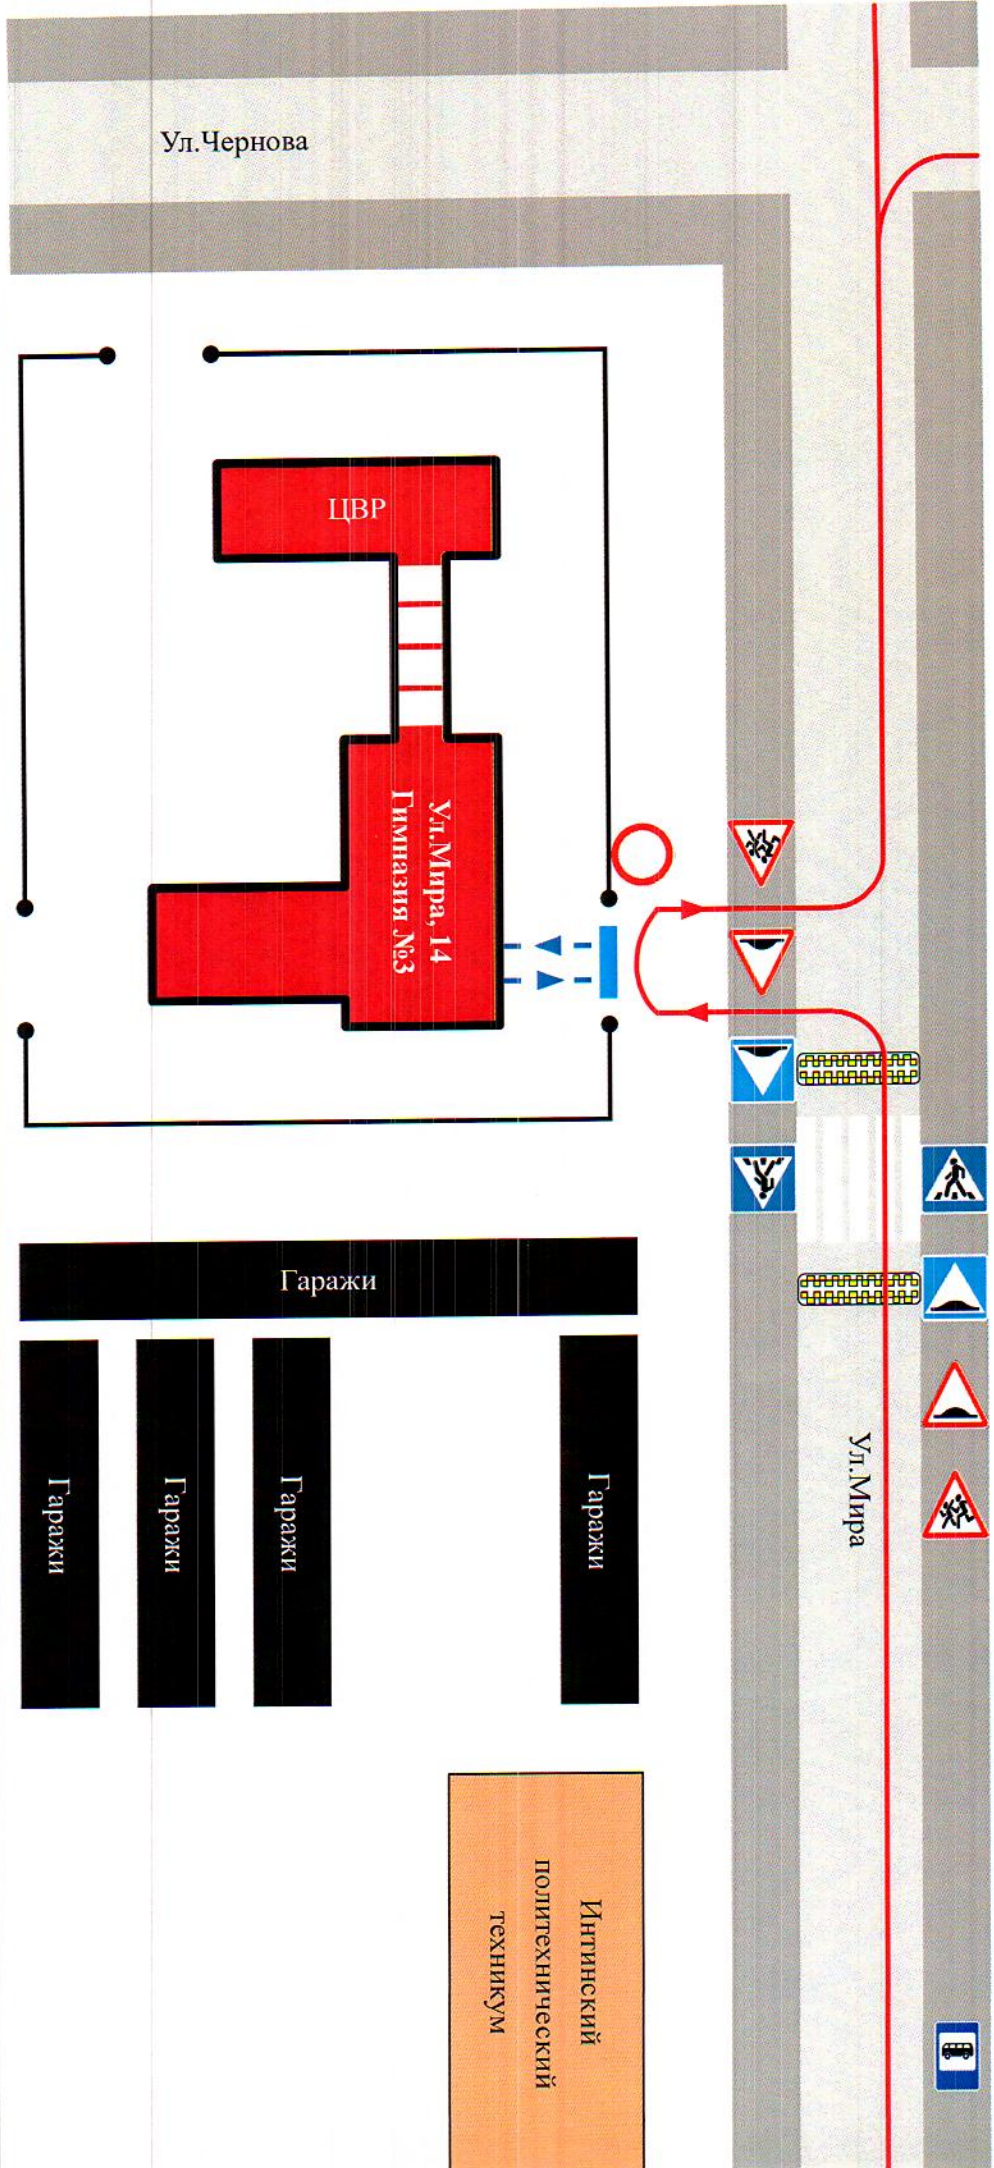 Ул.Чернова
ЦВР
Ул.Мира, 14
Гимназия №3
Гаражи
Гаражи
Гаражи
Гаражи
Гаражи
Ул.Мира
Интинский
политехнический
техникум